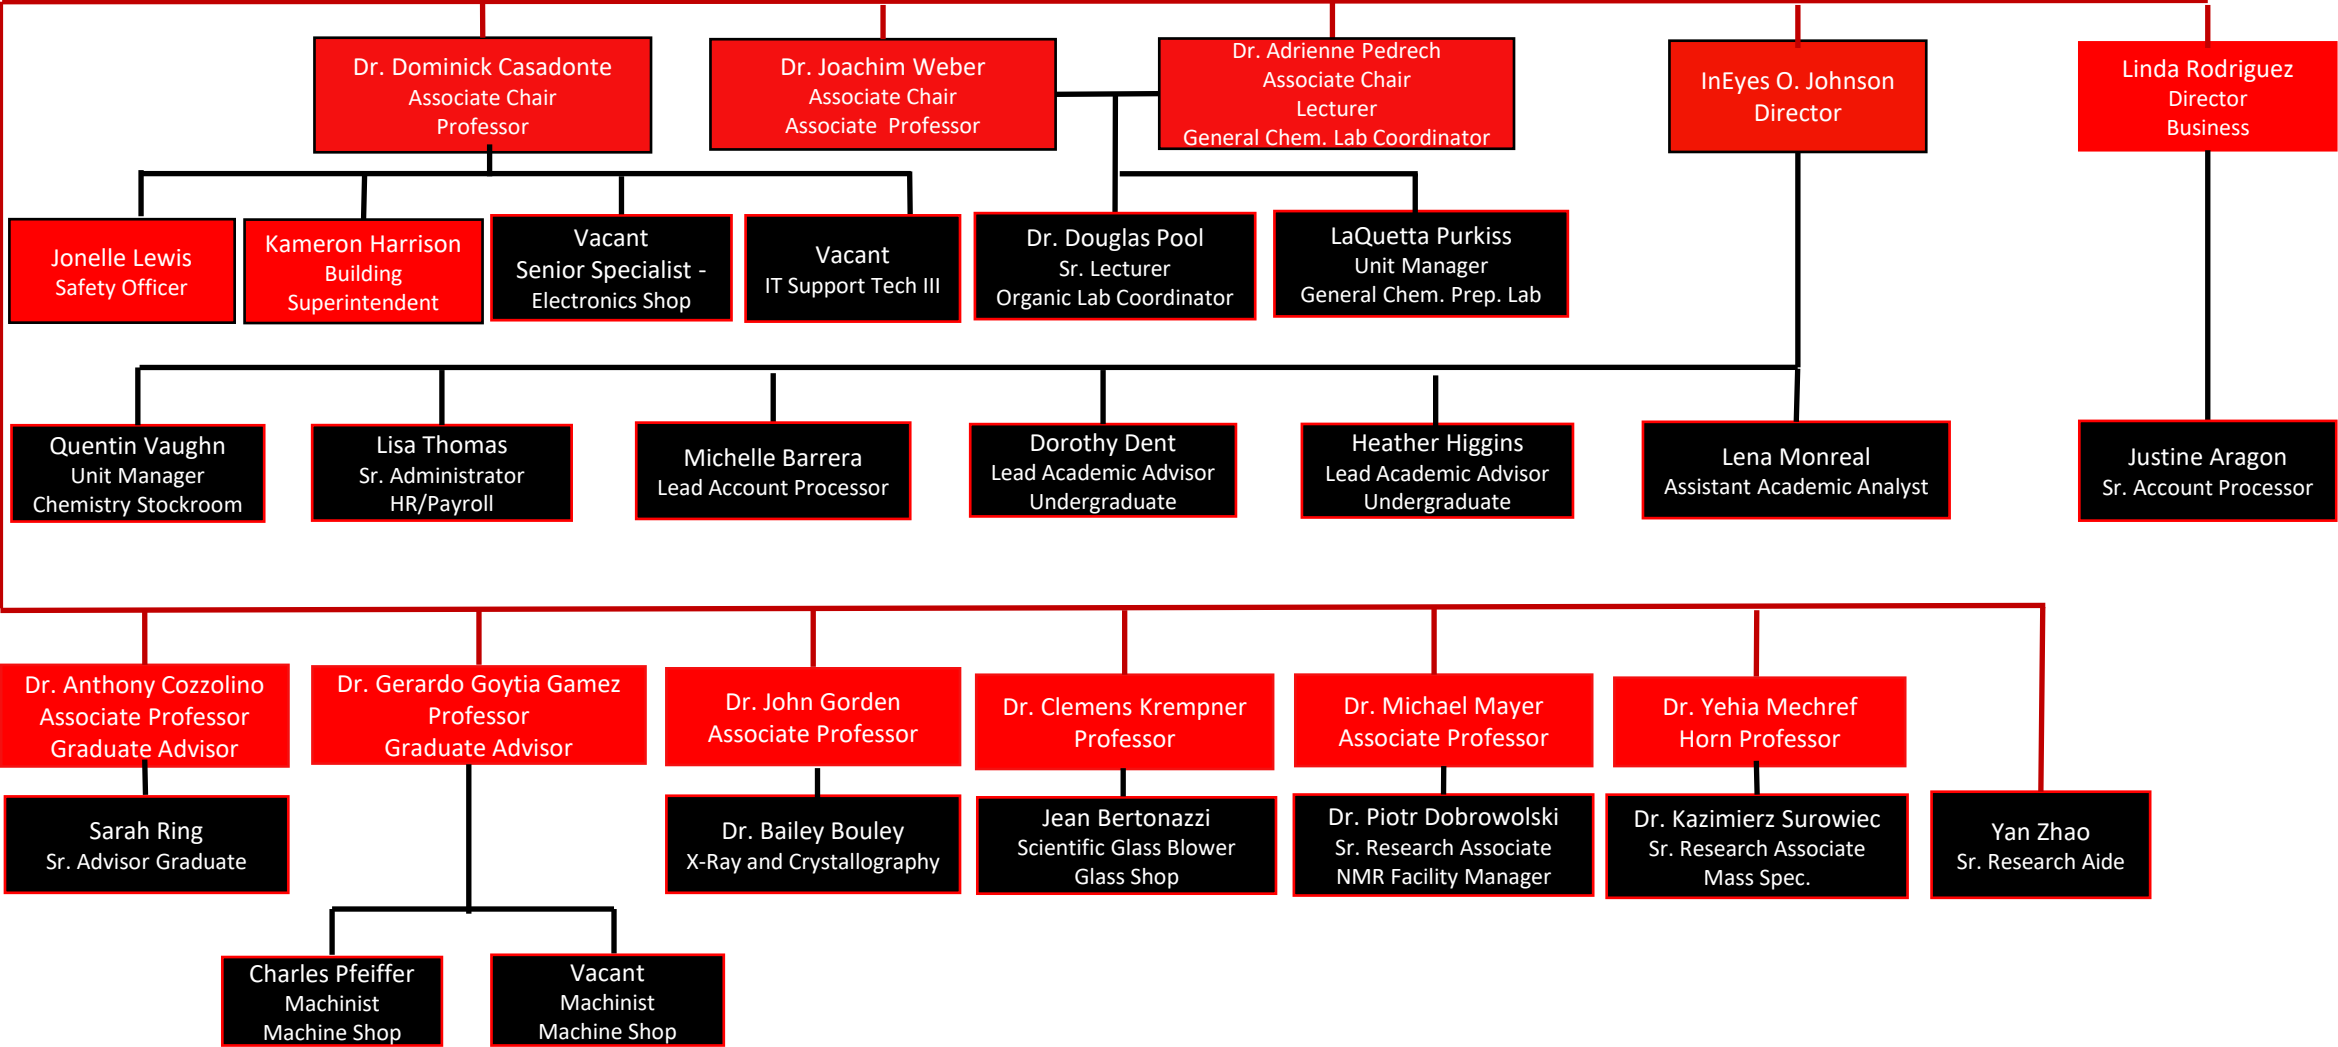 Dr. Dominick Casadonte
Associate Chair
Professor
Dr. Joachim Weber
Associate Chair
Associate  Professor
Dr. Adrienne Pedrech
Associate Chair
Lecturer
General Chem. Lab Coordinator
InEyes O. Johnson
Director
Linda Rodriguez
Director
Business
Jonelle Lewis
Safety Officer
Kameron Harrison
Building
Superintendent
Vacant
Senior Specialist -
Electronics Shop
Vacant
IT Support Tech III
Dr. Douglas Pool
Sr. Lecturer
Organic Lab Coordinator
LaQuetta Purkiss
Unit Manager
General Chem. Prep. Lab
Quentin Vaughn
Unit Manager
Chemistry Stockroom
Lisa Thomas
Sr. Administrator
HR/Payroll
Michelle Barrera
Lead Account Processor
Dorothy Dent
Lead Academic Advisor
Undergraduate
Heather Higgins
Lead Academic Advisor
Undergraduate
Lena Monreal
Assistant Academic Analyst
Justine Aragon
Sr. Account Processor
Dr. Anthony Cozzolino
Associate Professor
Graduate Advisor
Dr. Gerardo Goytia Gamez
Professor
Graduate Advisor
Dr. John Gorden
Associate Professor
Dr. Clemens Krempner
Professor
Dr. Michael Mayer
Associate Professor
Dr. Yehia Mechref
Horn Professor
Sarah Ring
Sr. Advisor Graduate
Dr. Bailey Bouley
X-Ray and Crystallography
Jean Bertonazzi
Scientific Glass Blower
Glass Shop
Dr. Piotr Dobrowolski
Sr. Research Associate
NMR Facility Manager
Dr. Kazimierz Surowiec
Sr. Research Associate
Mass Spec.
Yan Zhao
Sr. Research Aide
Charles Pfeiffer
Machinist
Machine Shop
Vacant
Machinist
Machine Shop